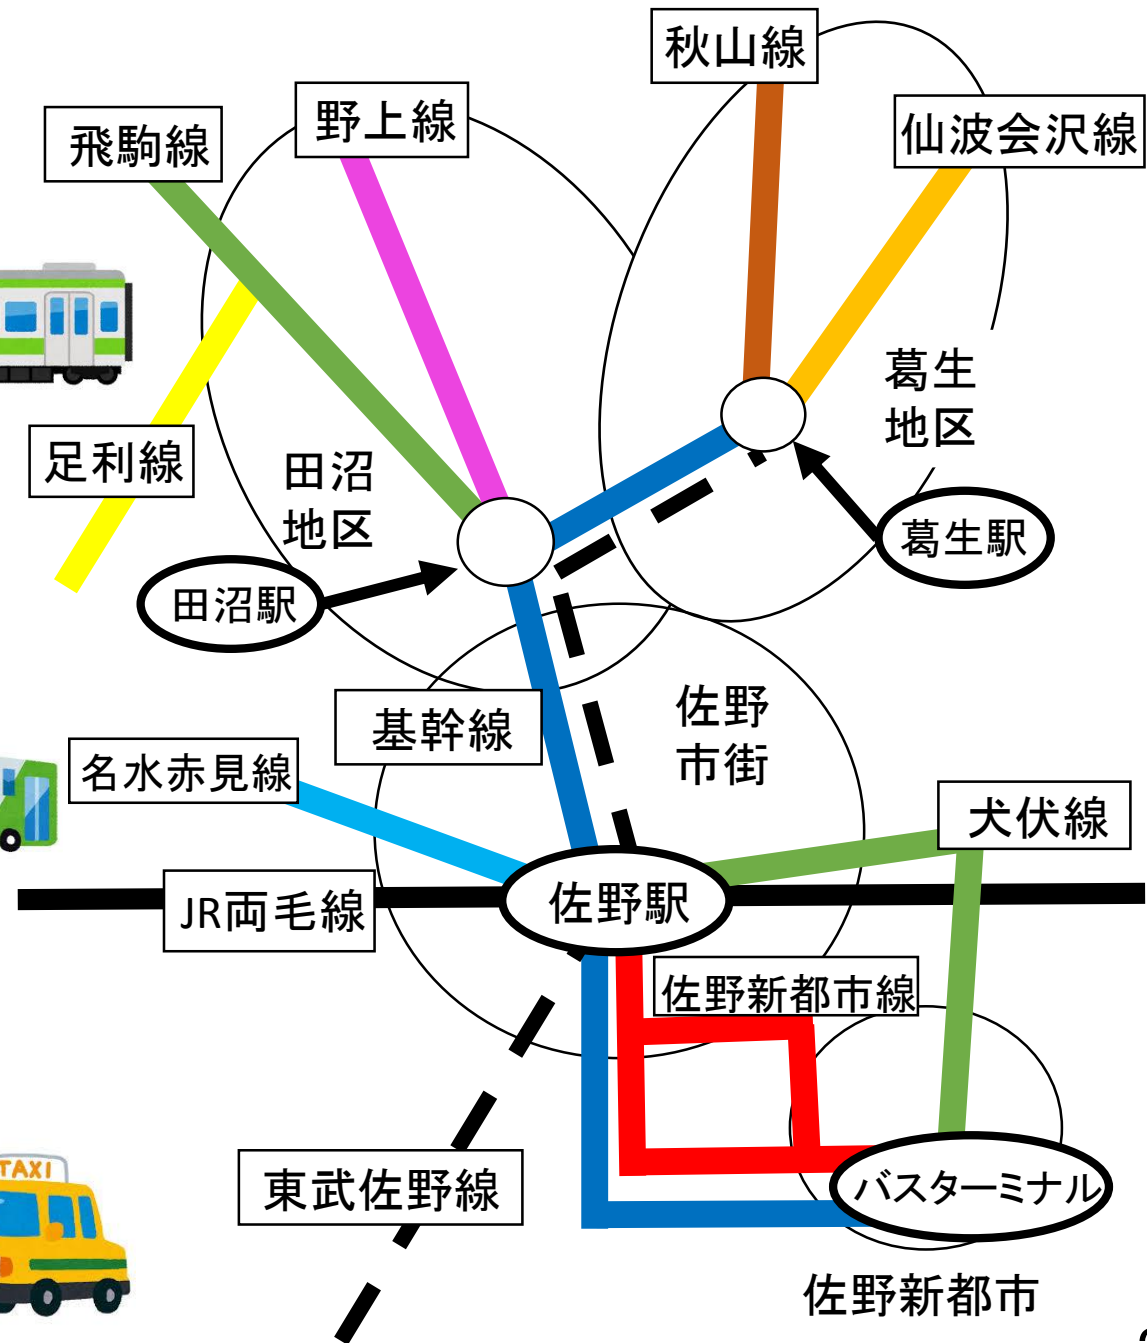 秋山線
野上線
仙波会沢線
飛駒線
葛生
地区
足利線
田沼
地区
葛生駅
田沼駅
佐野
市街
基幹線
名水赤見線
犬伏線
佐野駅
JR両毛線
佐野新都市線
TAXI
東武佐野線
バスターミナル
佐野新都市